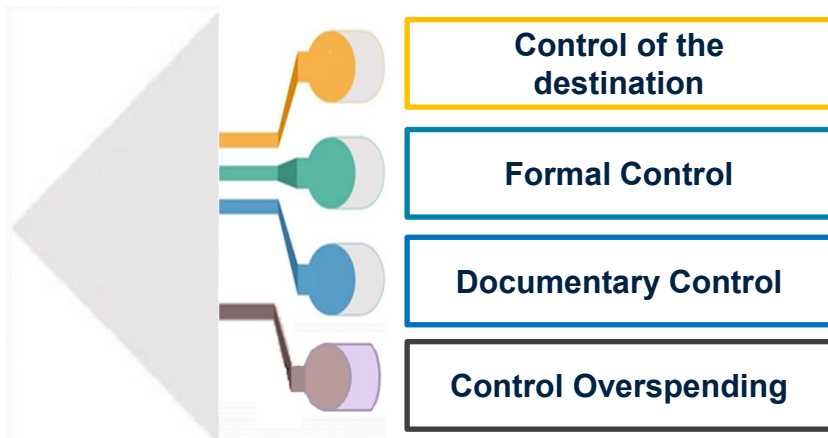 Control of the
destination
Formal Control
Documentary Control
Control Overspending